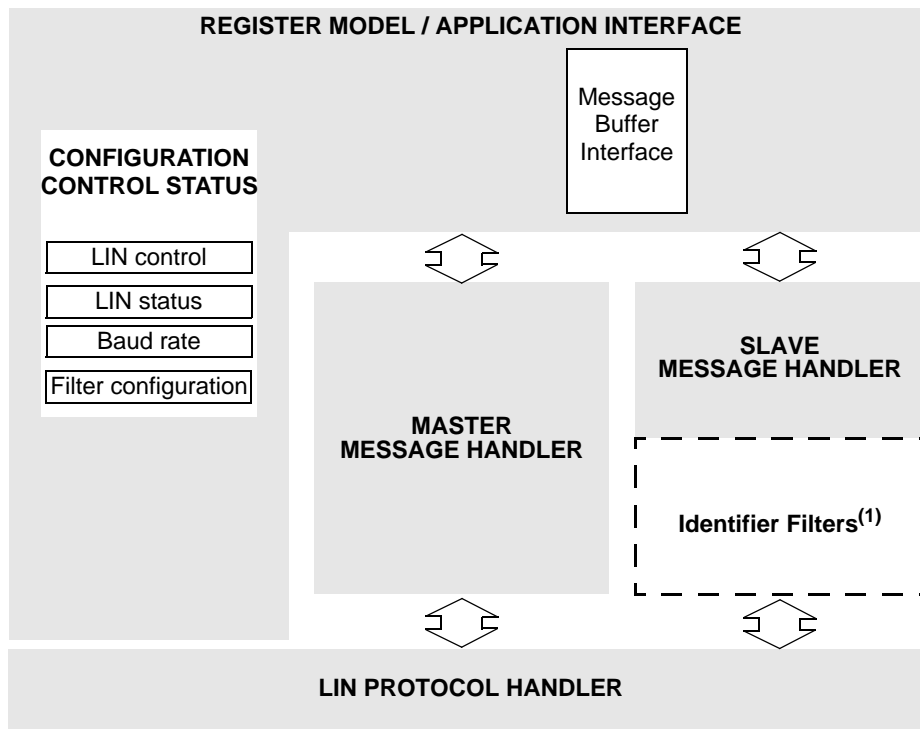 REGISTER MODEL / APPLICATION INTERFACE
Message
Buffer
Interface
CONFIGURATION
CONTROL STATUS
LIN control
LIN status
Baud rate
Filter configuration
MASTER
MESSAGE HANDLER
SLAVE
MESSAGE HANDLER
Identifier Filters(1)
LIN PROTOCOL HANDLER